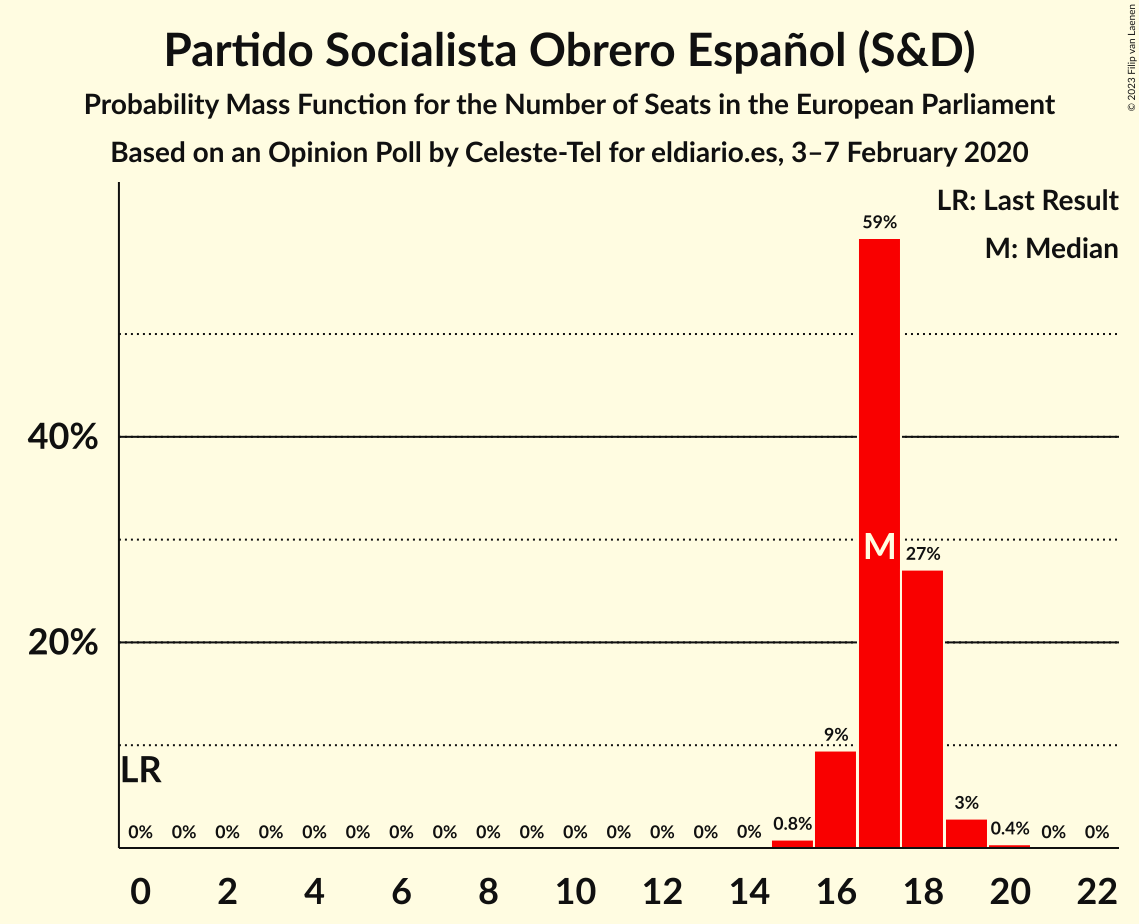 Partido Socialista Obrero Español (S&D)
Probability Mass Function for the Number of Seats in the European Parliament
Based on an Opinion Poll by Celeste-Tel for eldiario.es, 3–7 February 2020
© 2023 Filip van Laenen
LR: Last Result
M: Median
59%
40%
M
27%
20%
9%
LR
3%
0% 0% 0% 0% 0% 0% 0% 0% 0% 0% 0% 0% 0% 0% 0% 0.8% 0.4% 0% 0%
0 2 4 6 8 10 12 14 16 18 20 22